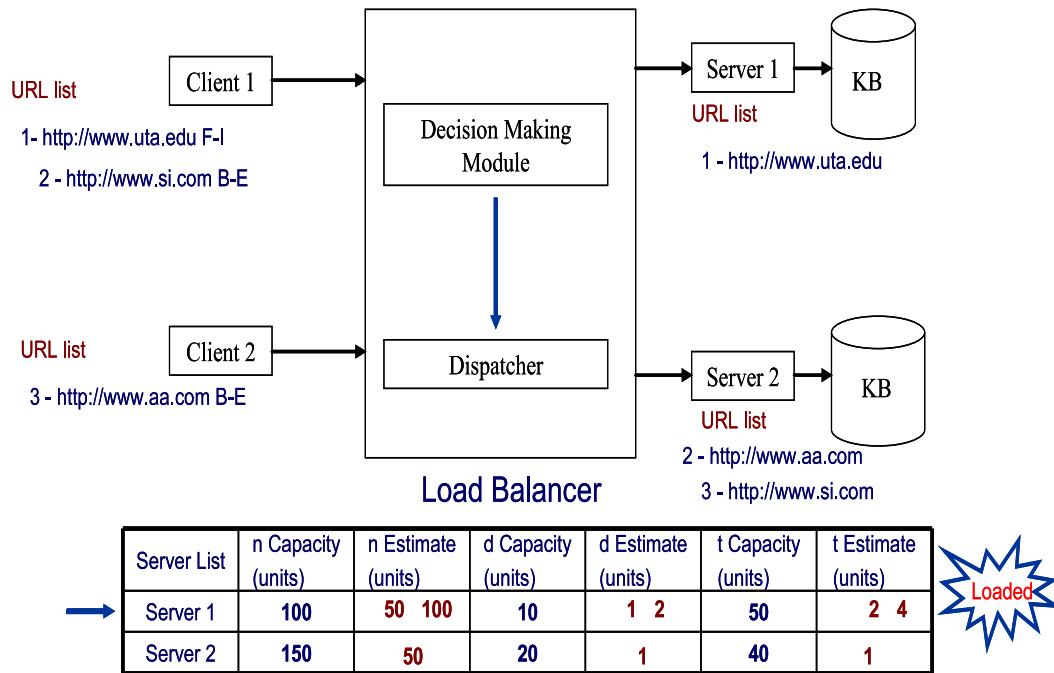 URL list
Client 1
1- http://www.uta.edu F-I
2 - http://www.si.com B-E
URL list
Client 2
3 - http://www.aa.com B-E
Decision Making
Module
Dispatcher
Load Balancer
Server 1
KB
URL list
1 - http://www.uta.edu
Server 2
KB
URL list
2 - http://www.aa.com
3 - http://www.si.com
Server List
n Capacity
(units)
n Estimate
(units)
d Capacity
(units)
d Estimate
(units)
t Capacity
(units)
t Estimate
(units)
Server 1 100 50 100 10 1 2 50 2 4
Server 2 150 50 20 1 40 1
Loaded